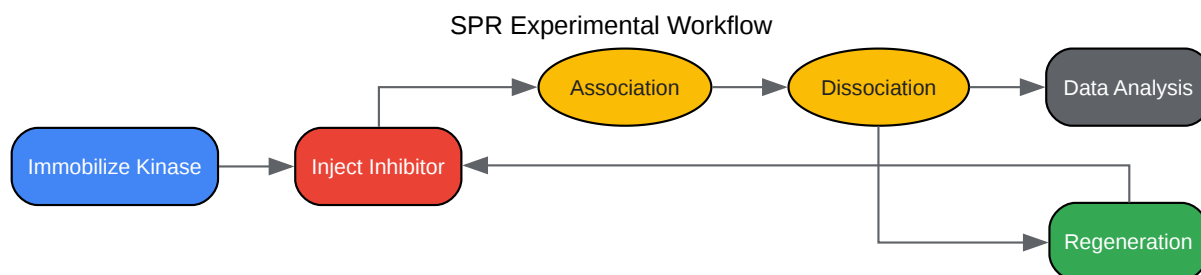 SPR Experimental Workflow
Association
Dissociation
Data Analysis
Immobilize Kinase
Inject Inhibitor
Regeneration